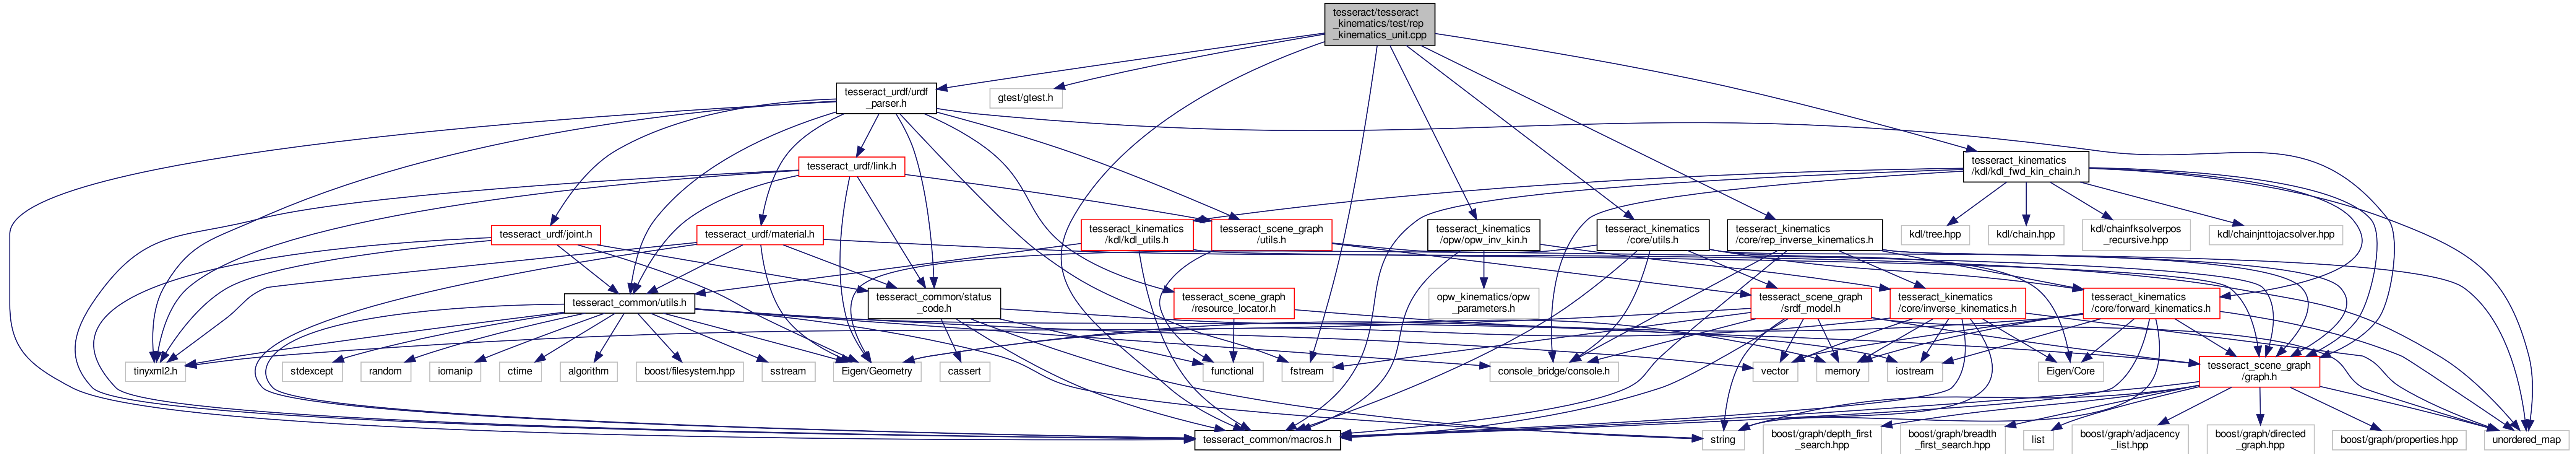 tesseract/tesseract
_kinematics/test/rep
_kinematics_unit.cpp
tesseract_urdf/urdf
_parser.h
gtest/gtest.h
tesseract_urdf/link.h
tesseract_kinematics
/kdl/kdl_fwd_kin_chain.h
tesseract_urdf/joint.h
tesseract_urdf/material.h
tesseract_kinematics
/kdl/kdl_utils.h
tesseract_scene_graph
/utils.h
tesseract_kinematics
/opw/opw_inv_kin.h
tesseract_kinematics
/core/utils.h
tesseract_kinematics
/core/rep_inverse_kinematics.h
kdl/tree.hpp
kdl/chain.hpp
kdl/chainfksolverpos
_recursive.hpp
kdl/chainjnttojacsolver.hpp
tesseract_common/utils.h
tesseract_common/status
_code.h
tesseract_scene_graph
/resource_locator.h
opw_kinematics/opw
_parameters.h
tesseract_scene_graph
/srdf_model.h
tesseract_kinematics
/core/inverse_kinematics.h
tesseract_kinematics
/core/forward_kinematics.h
tinyxml2.h
stdexcept
random
iomanip
ctime
algorithm
boost/filesystem.hpp
sstream
Eigen/Geometry
cassert
functional
fstream
console_bridge/console.h
vector
memory
iostream
Eigen/Core
tesseract_scene_graph
/graph.h
tesseract_common/macros.h
string
boost/graph/depth_first
_search.hpp
boost/graph/breadth
_first_search.hpp
list
boost/graph/adjacency
_list.hpp
boost/graph/directed
_graph.hpp
boost/graph/properties.hpp
unordered_map